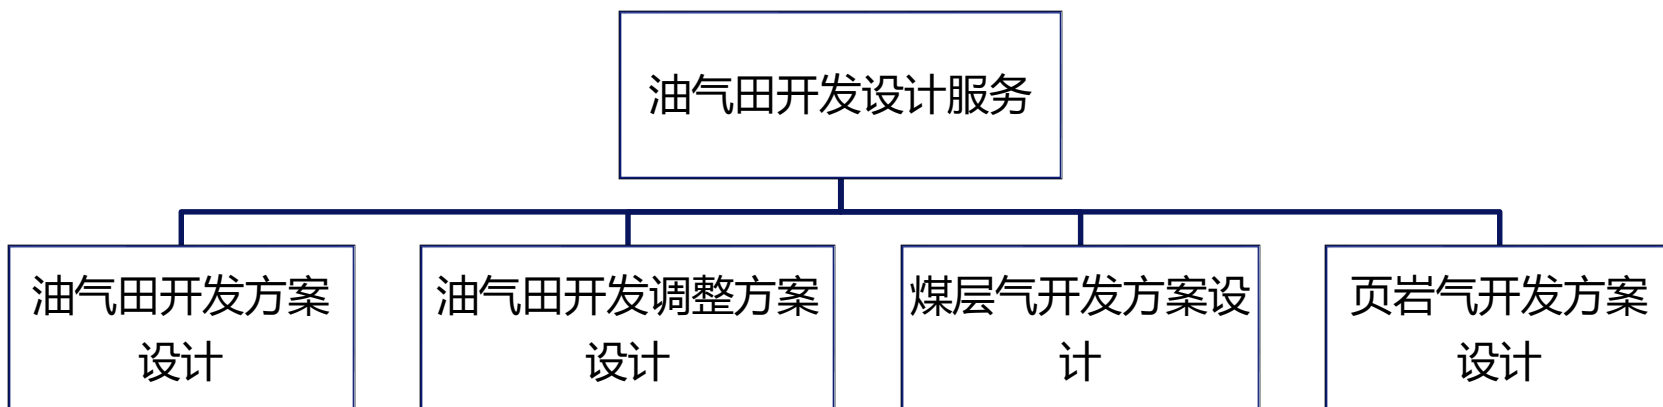 油气田开发设计服务
油气田开发方案
设计
油气田开发调整方案
设计
煤层气开发方案设
计
页岩气开发方案
设计